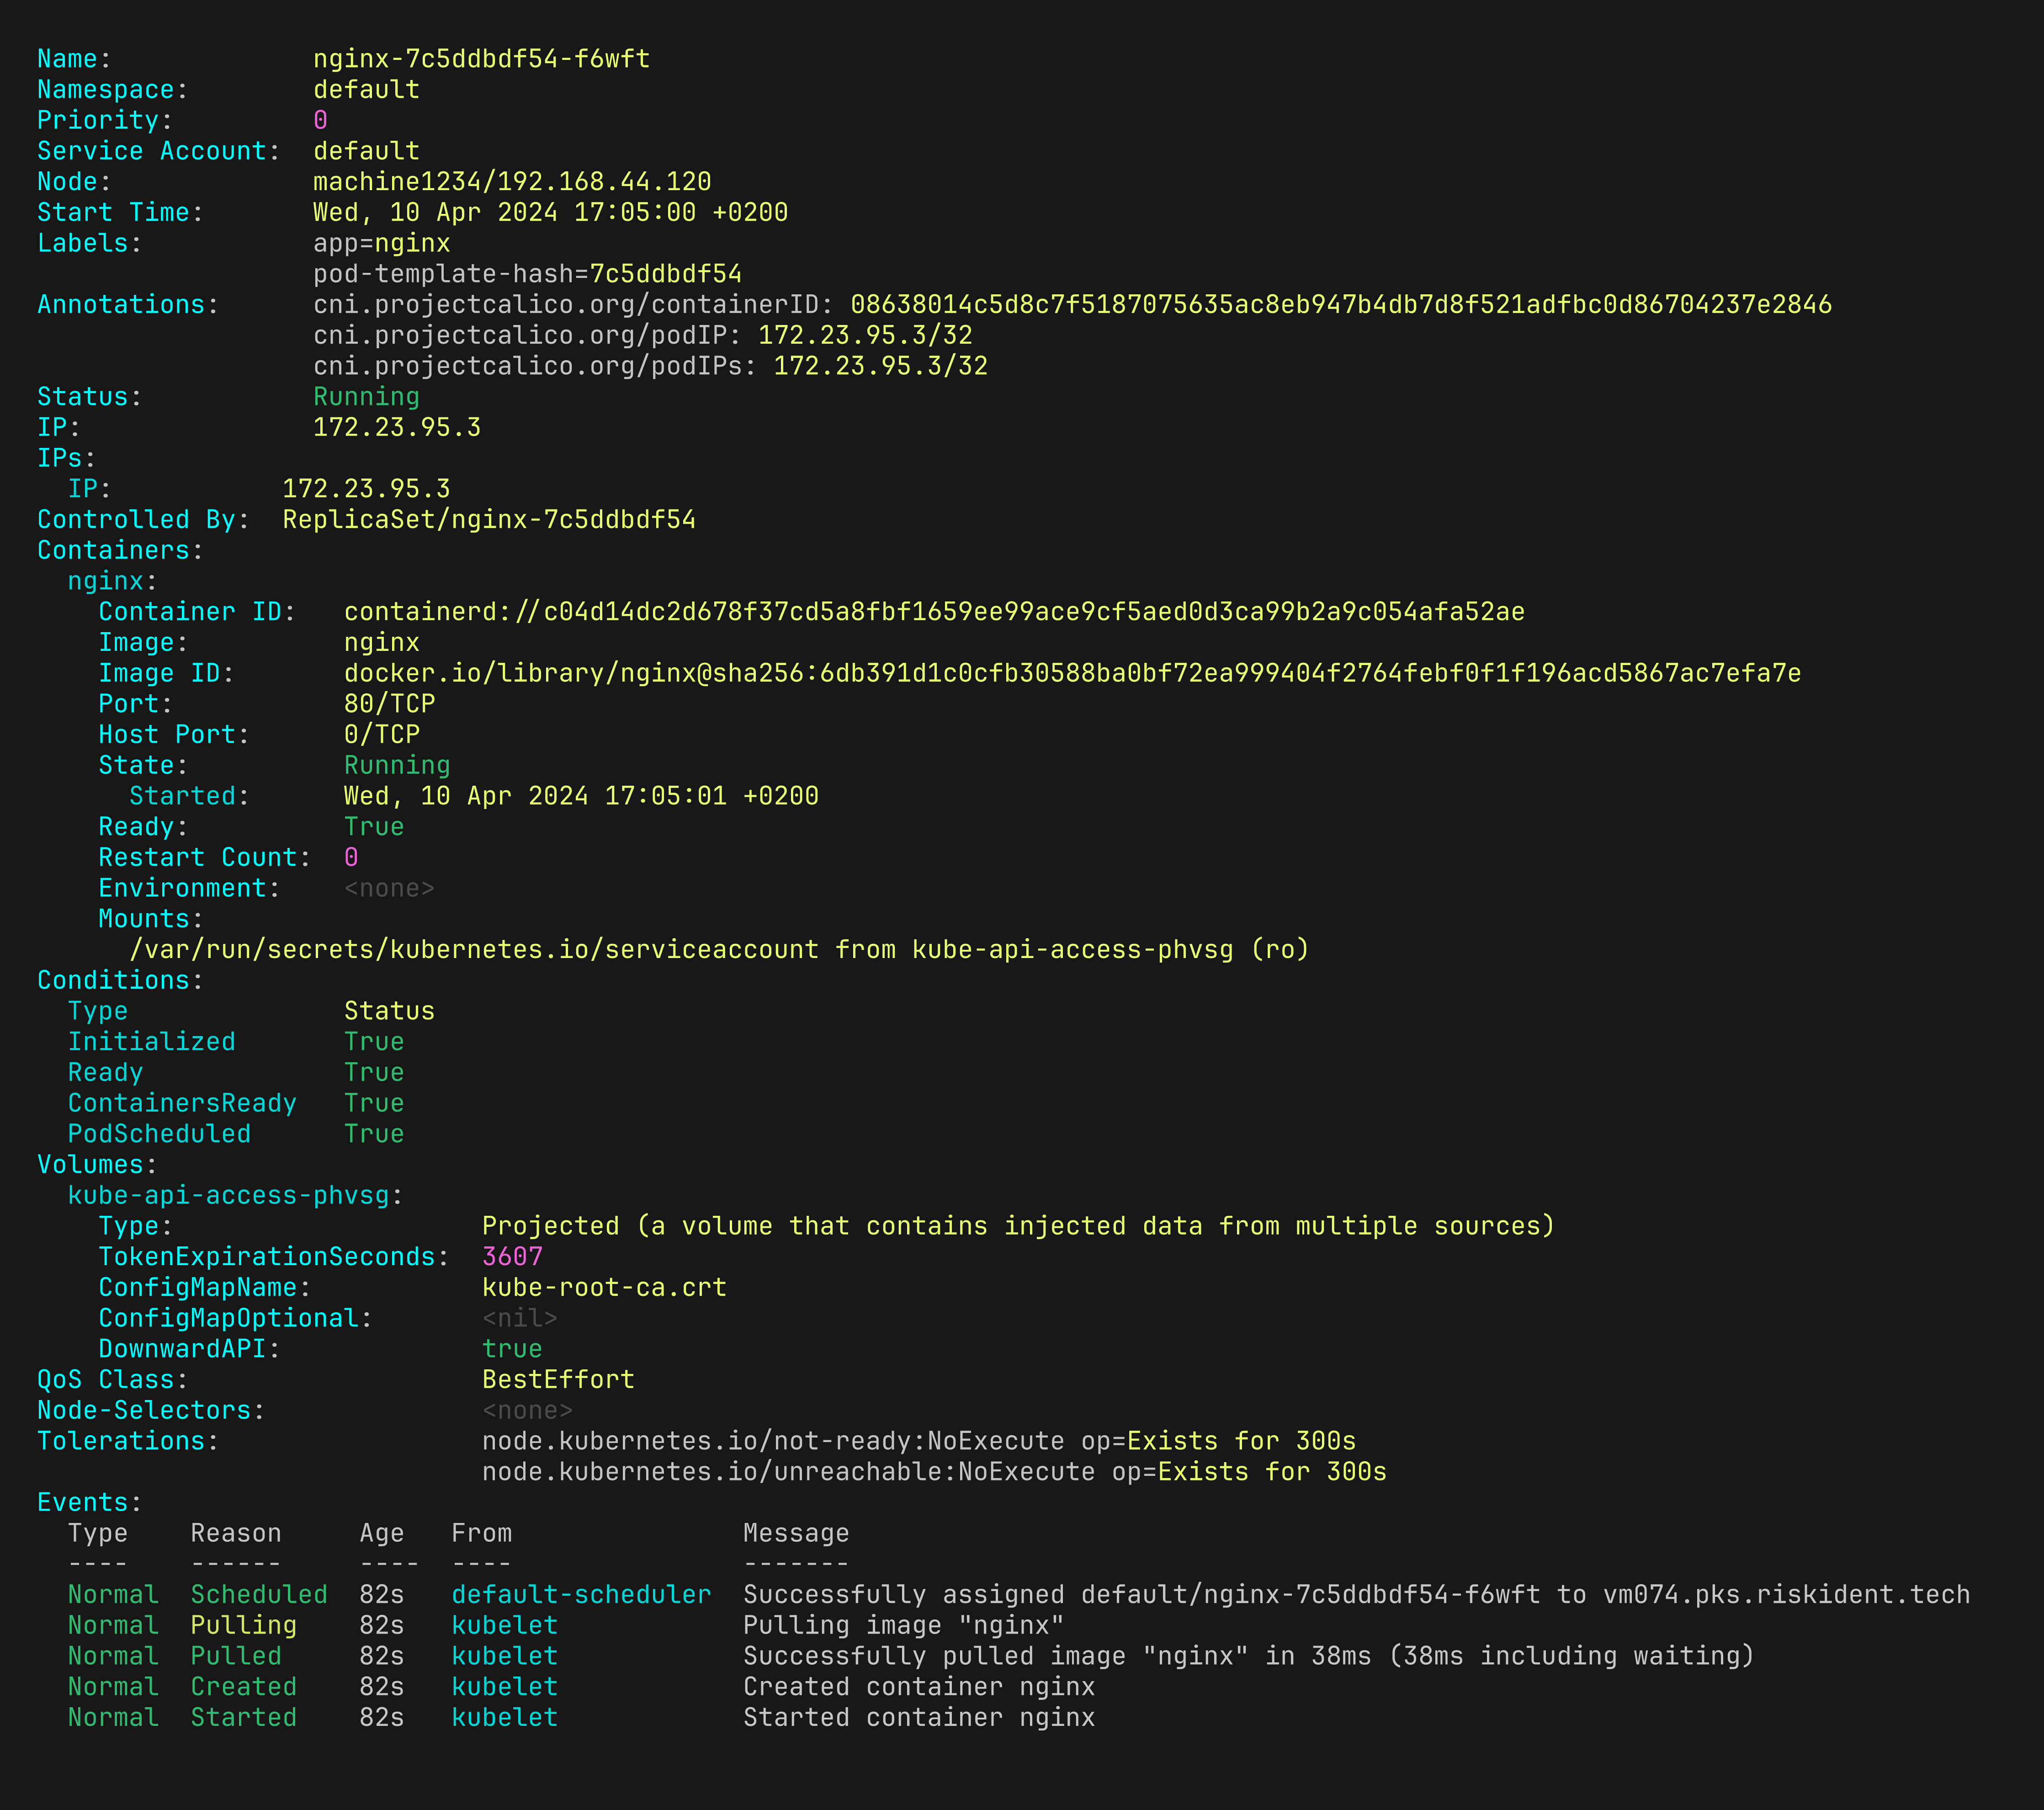 Name:             nginx-7c5ddbdf54-f6wft
Namespace:        default
Priority:         0
Service Account:  default
Node:             machine1234/192.168.44.120
Start Time:       Wed, 10 Apr 2024 17:05:00 +0200
Labels:           app=nginx
                  pod-template-hash=7c5ddbdf54
Annotations:      cni.projectcalico.org/containerID: 08638014c5d8c7f5187075635ac8eb947b4db7d8f521adfbc0d86704237e2846
                  cni.projectcalico.org/podIP: 172.23.95.3/32
                  cni.projectcalico.org/podIPs: 172.23.95.3/32
Status:           Running
IP:               172.23.95.3
IPs:
  IP:           172.23.95.3
Controlled By:  ReplicaSet/nginx-7c5ddbdf54
Containers:
  nginx:
    Container ID:   containerd://c04d14dc2d678f37cd5a8fbf1659ee99ace9cf5aed0d3ca99b2a9c054afa52ae
    Image:          nginx
    Image ID:       docker.io/library/nginx@sha256:6db391d1c0cfb30588ba0bf72ea999404f2764febf0f1f196acd5867ac7efa7e
    Port:           80/TCP
    Host Port:      0/TCP
    State:          Running
      Started:      Wed, 10 Apr 2024 17:05:01 +0200
    Ready:          True
    Restart Count:  0
    Environment:    <none>
    Mounts:
      /var/run/secrets/kubernetes.io/serviceaccount from kube-api-access-phvsg (ro)
Conditions:
  Type              Status
  Initialized       True
  Ready             True
  ContainersReady   True
  PodScheduled      True
Volumes:
  kube-api-access-phvsg:
    Type:                    Projected (a volume that contains injected data from multiple sources)
    TokenExpirationSeconds:  3607
    ConfigMapName:           kube-root-ca.crt
    ConfigMapOptional:       <nil>
    DownwardAPI:             true
QoS Class:                   BestEffort
Node-Selectors:              <none>
Tolerations:                 node.kubernetes.io/not-ready:NoExecute op=Exists for 300s
                             node.kubernetes.io/unreachable:NoExecute op=Exists for 300s
Events:
  Type    Reason     Age   From               Message
  ----    ------     ----  ----               -------
  Normal  Scheduled  82s   default-scheduler  Successfully assigned default/nginx-7c5ddbdf54-f6wft to vm074.pks.riskident.tech
  Normal  Pulling    82s   kubelet            Pulling image "nginx"
  Normal  Pulled     82s   kubelet            Successfully pulled image "nginx" in 38ms (38ms including waiting)
  Normal  Created    82s   kubelet            Created container nginx
  Normal  Started    82s   kubelet            Started container nginx